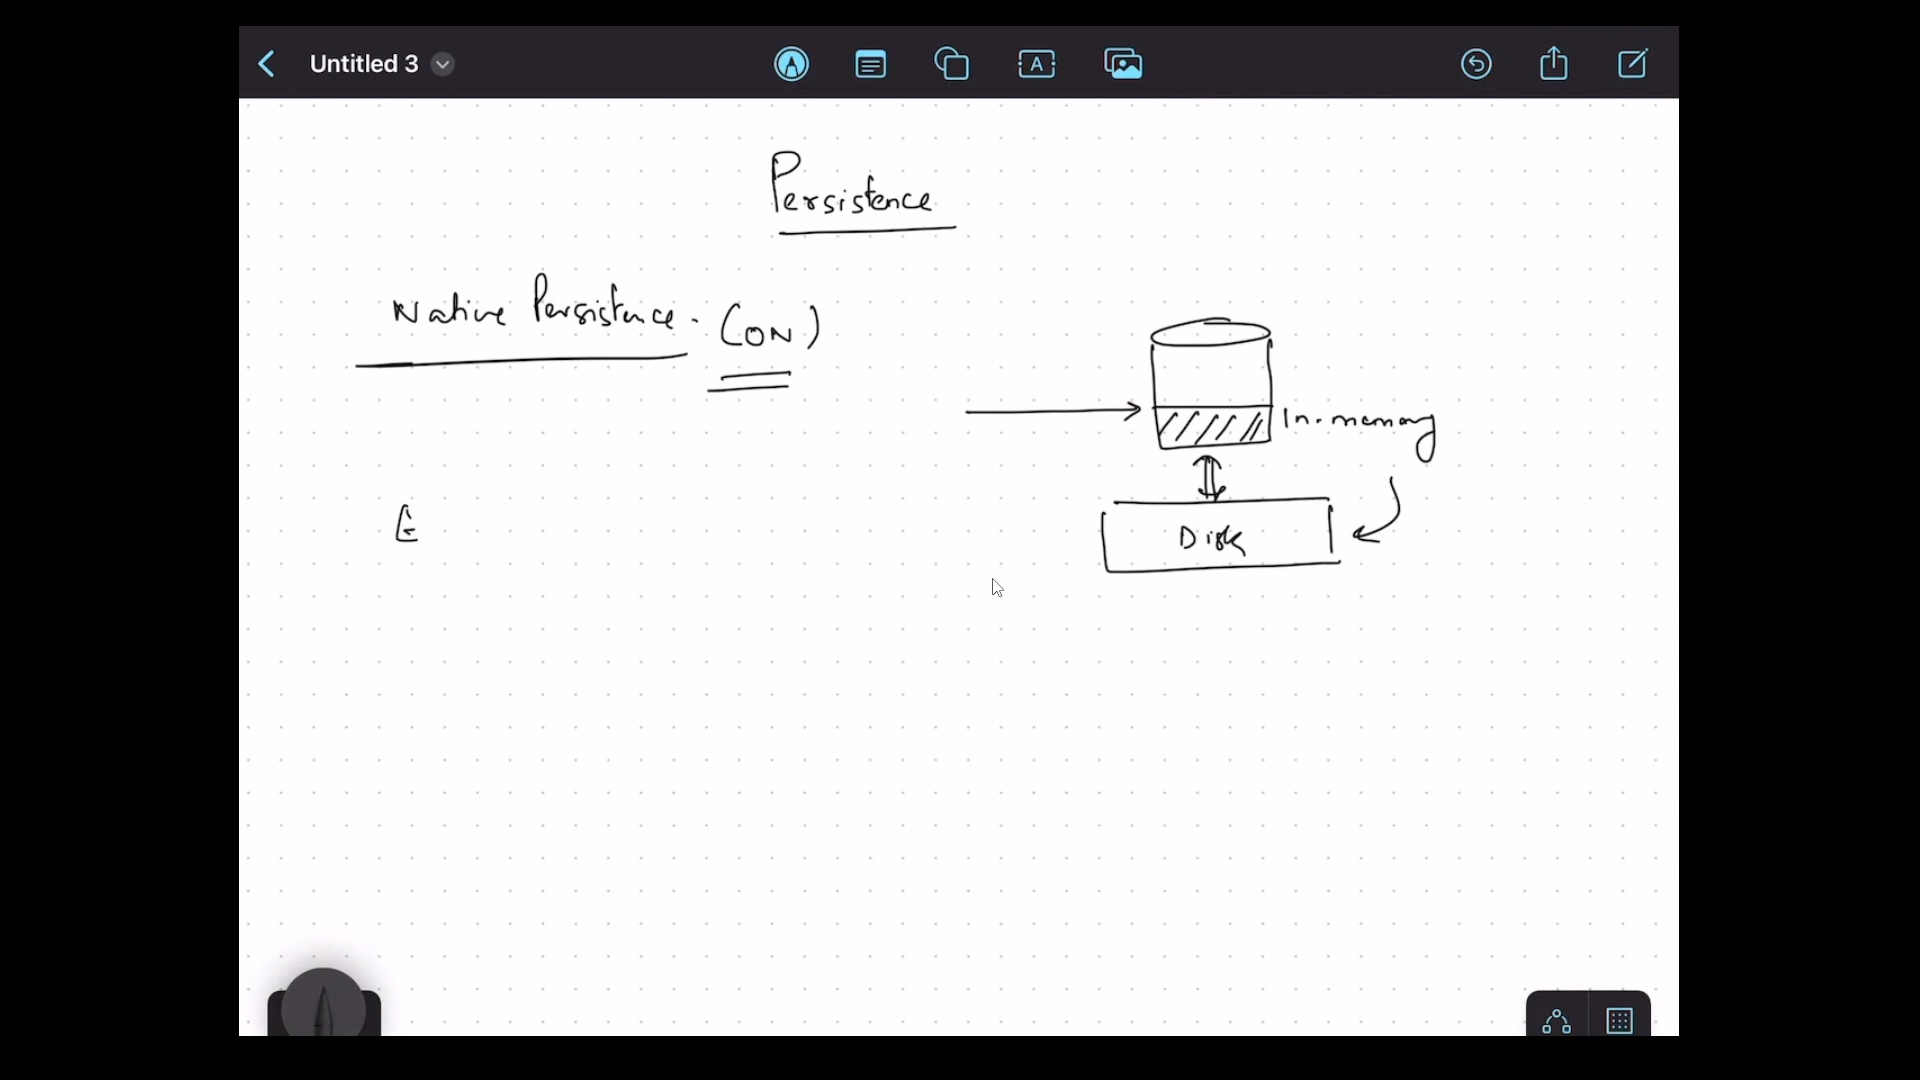 Untitled 3
Persistence
Native Persistence. (ON)
In-memory
Disk
E